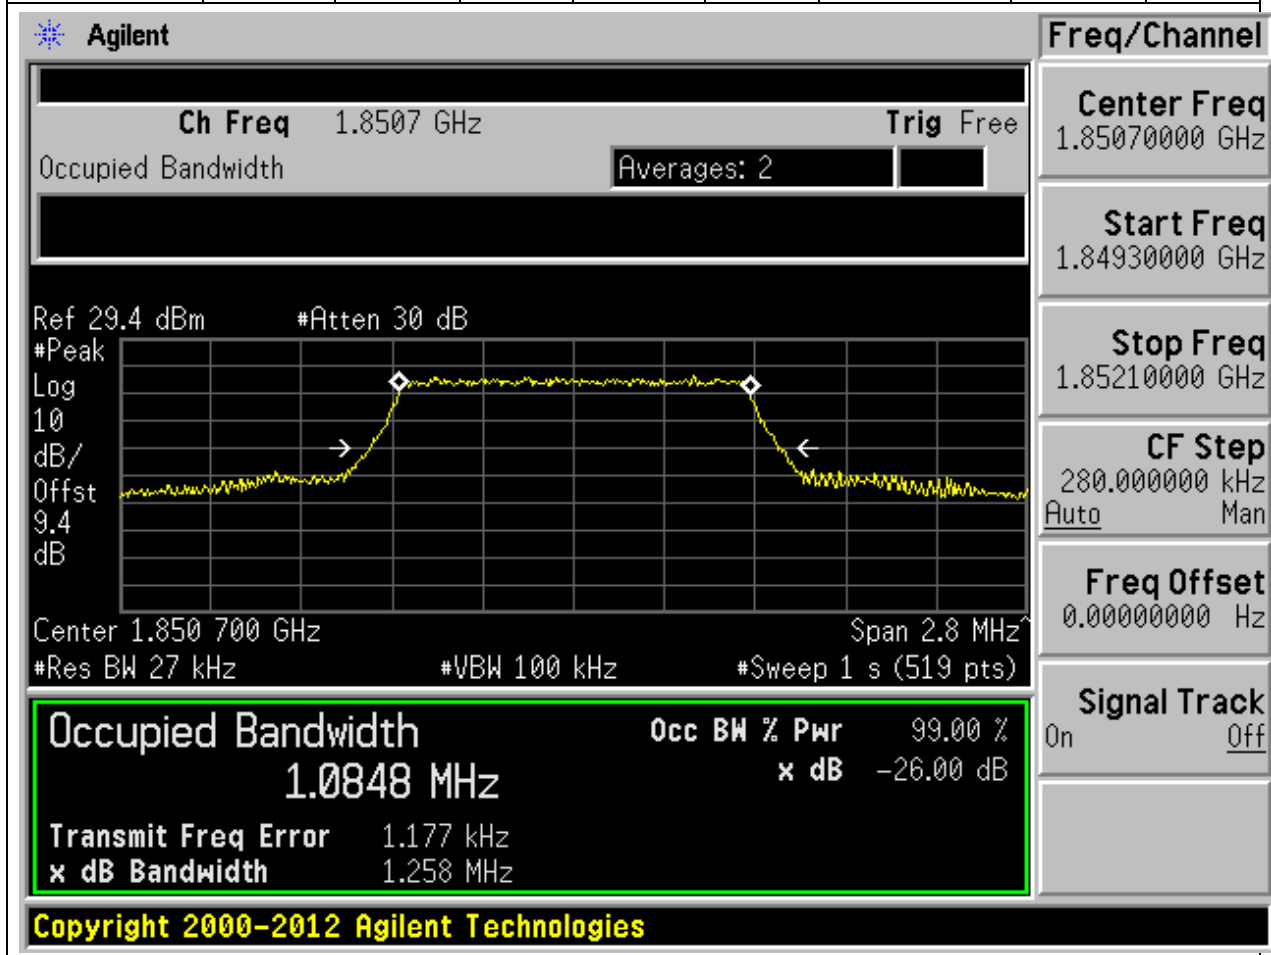 Agilent
Freq/Channel
Ch Freq 1.8507 GHz Trig Free
Occupied Bandwidth Averages: 2
Ref 29.4 dBm #Atten 30 dB
#Peak
Log
10
dB/
Offst
9.4
dB
Center 1.850 700 GHz Span 2.8 MHz^
#Res BW 27 kHz #VBW 100 kHz #Sweep 1 s (519 pts)
Occupied Bandwidth
1.0848 MHz
Occ BW % Pwr 99.00 %
x dB -26.00 dB
Transmit Freq Error 1.177 kHz
x dB Bandwidth 1.258 MHz
Copyright 2000-2012 Agilent Technologies
Center Freq
1.85070000 GHz
Start Freq
1.84930000 GHz
Stop Freq
1.85210000 GHz
CF Step
280.000000 kHz
Auto Man
Freq Offset
0.00000000 Hz
Signal Track
On Off